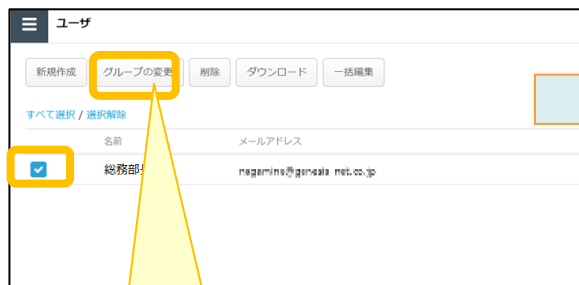 ユーザ
新規作成 グループの変更 削除 ダウンロード 一括編集
すべて選択 / 選択解除
名前 メールアドレス
総務部長